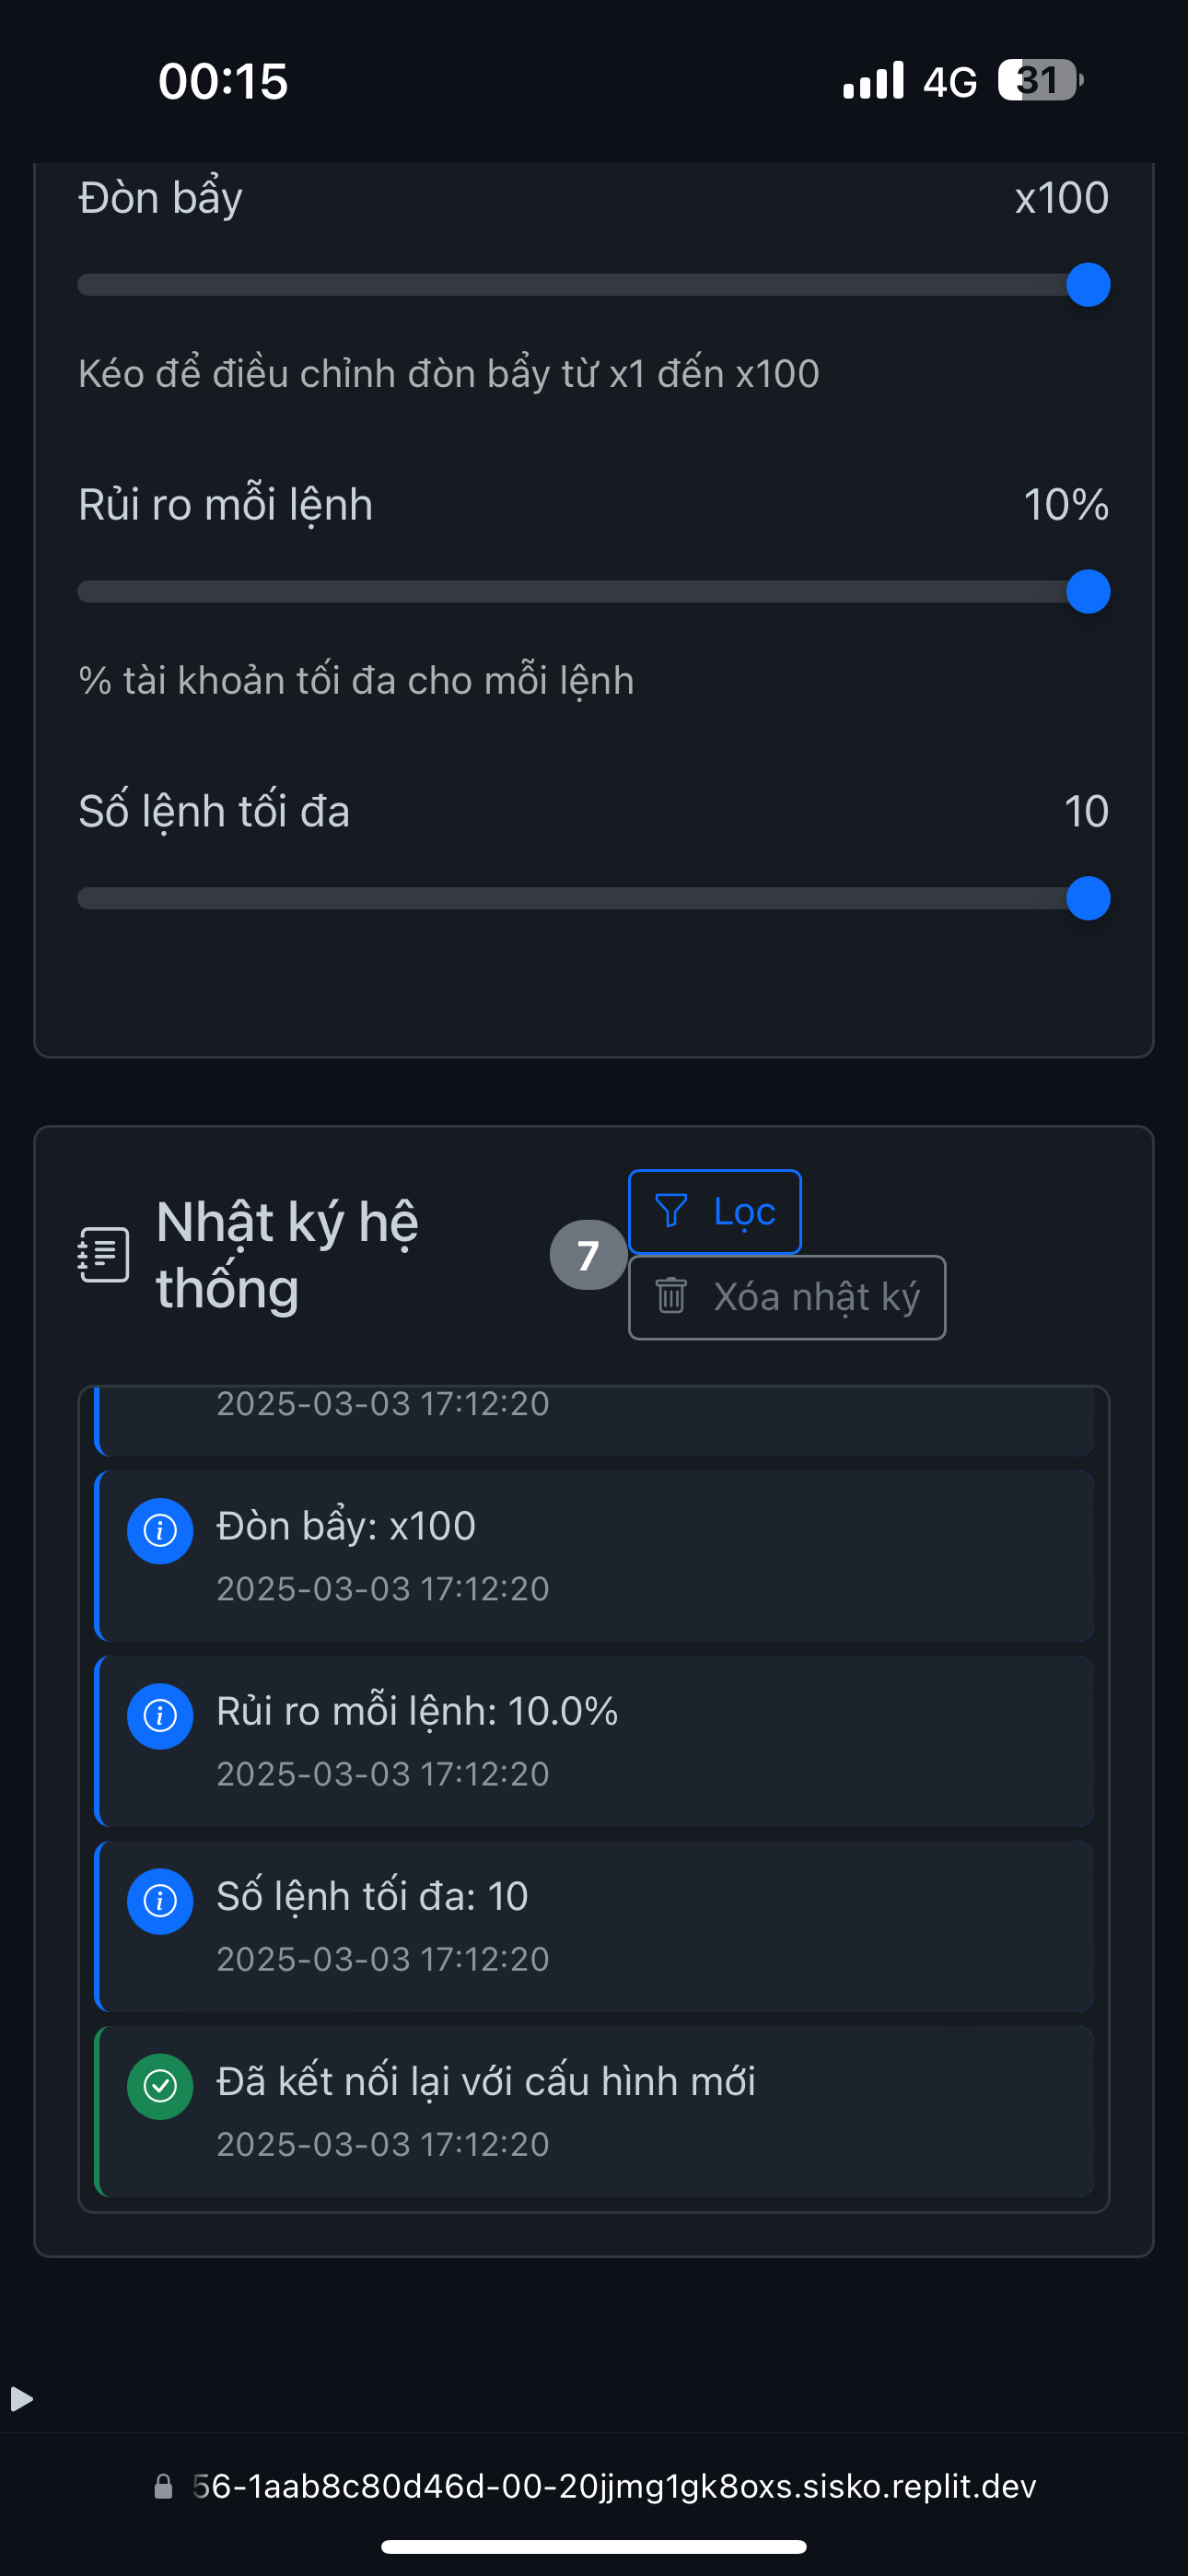 00:15
4G
31
Đòn bẩy
x100
Kéo để điều chỉnh đòn bẩy từ x1 đến x100
Rủi ro mỗi lệnh
10%
% tài khoản tối đa cho mỗi lệnh
Số lệnh tối đa
10
Nhật ký hệ
thống
7
Lọc
Xóa nhật ký
2025-03-03 17:12:20
Đòn bẩy: x100
2025-03-03 17:12:20
Rủi ro mỗi lệnh: 10.0%
2025-03-03 17:12:20
Số lệnh tối đa: 10
2025-03-03 17:12:20
Đã kết nối lại với cấu hình mới
2025-03-03 17:12:20
56-1aab8c80d46d-00-20jjmg1gk8oxs.sisko.replit.dev